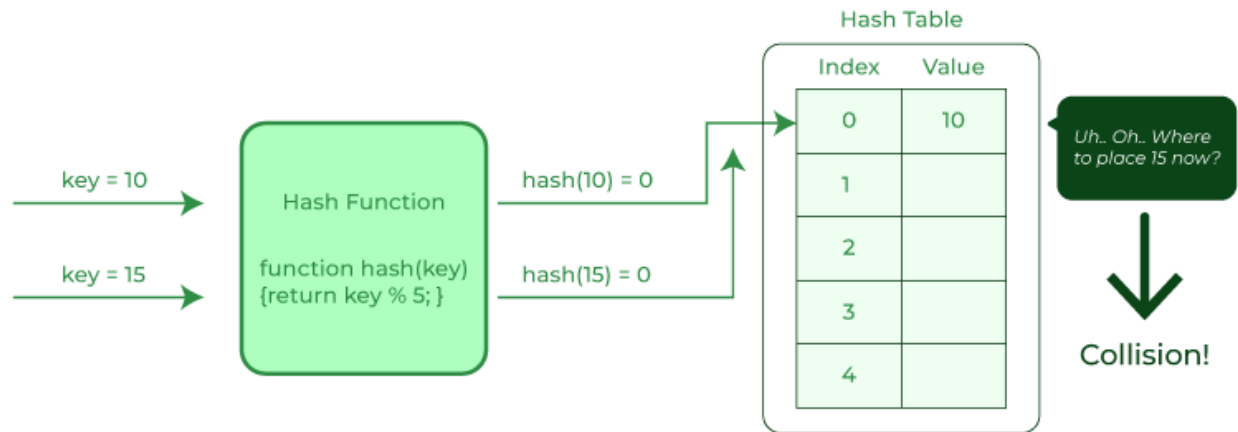 Hash Table
Index Value
0 10
1
2
3
4
key = 10
key = 15
Hash Function
function hash(key)
{return key % 5; }
hash(10) = 0
hash(15) = 0
Uh.. Oh.. Where
to place 15 now?
Collision!